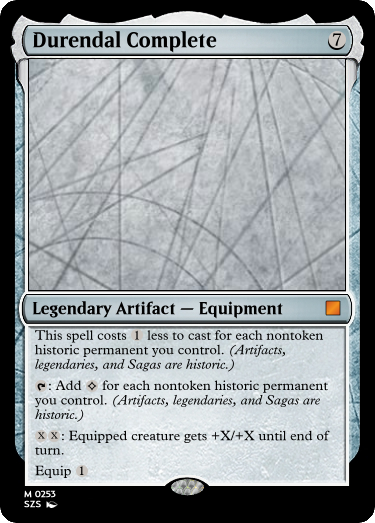 Durendal Complete 7
Legendary Artifact — Equipment
This spell costs 1 less to cast for each nontoken
historic permanent you control. (Artifacts,
legendaries, and Sagas are historic.)
: Add for each nontoken historic permanent
you control. (Artifacts, legendaries, and Sagas are
historic.)
X X: Equipped creature gets +X/+X until end of
turn.
Equip 1
M 0253
SZS